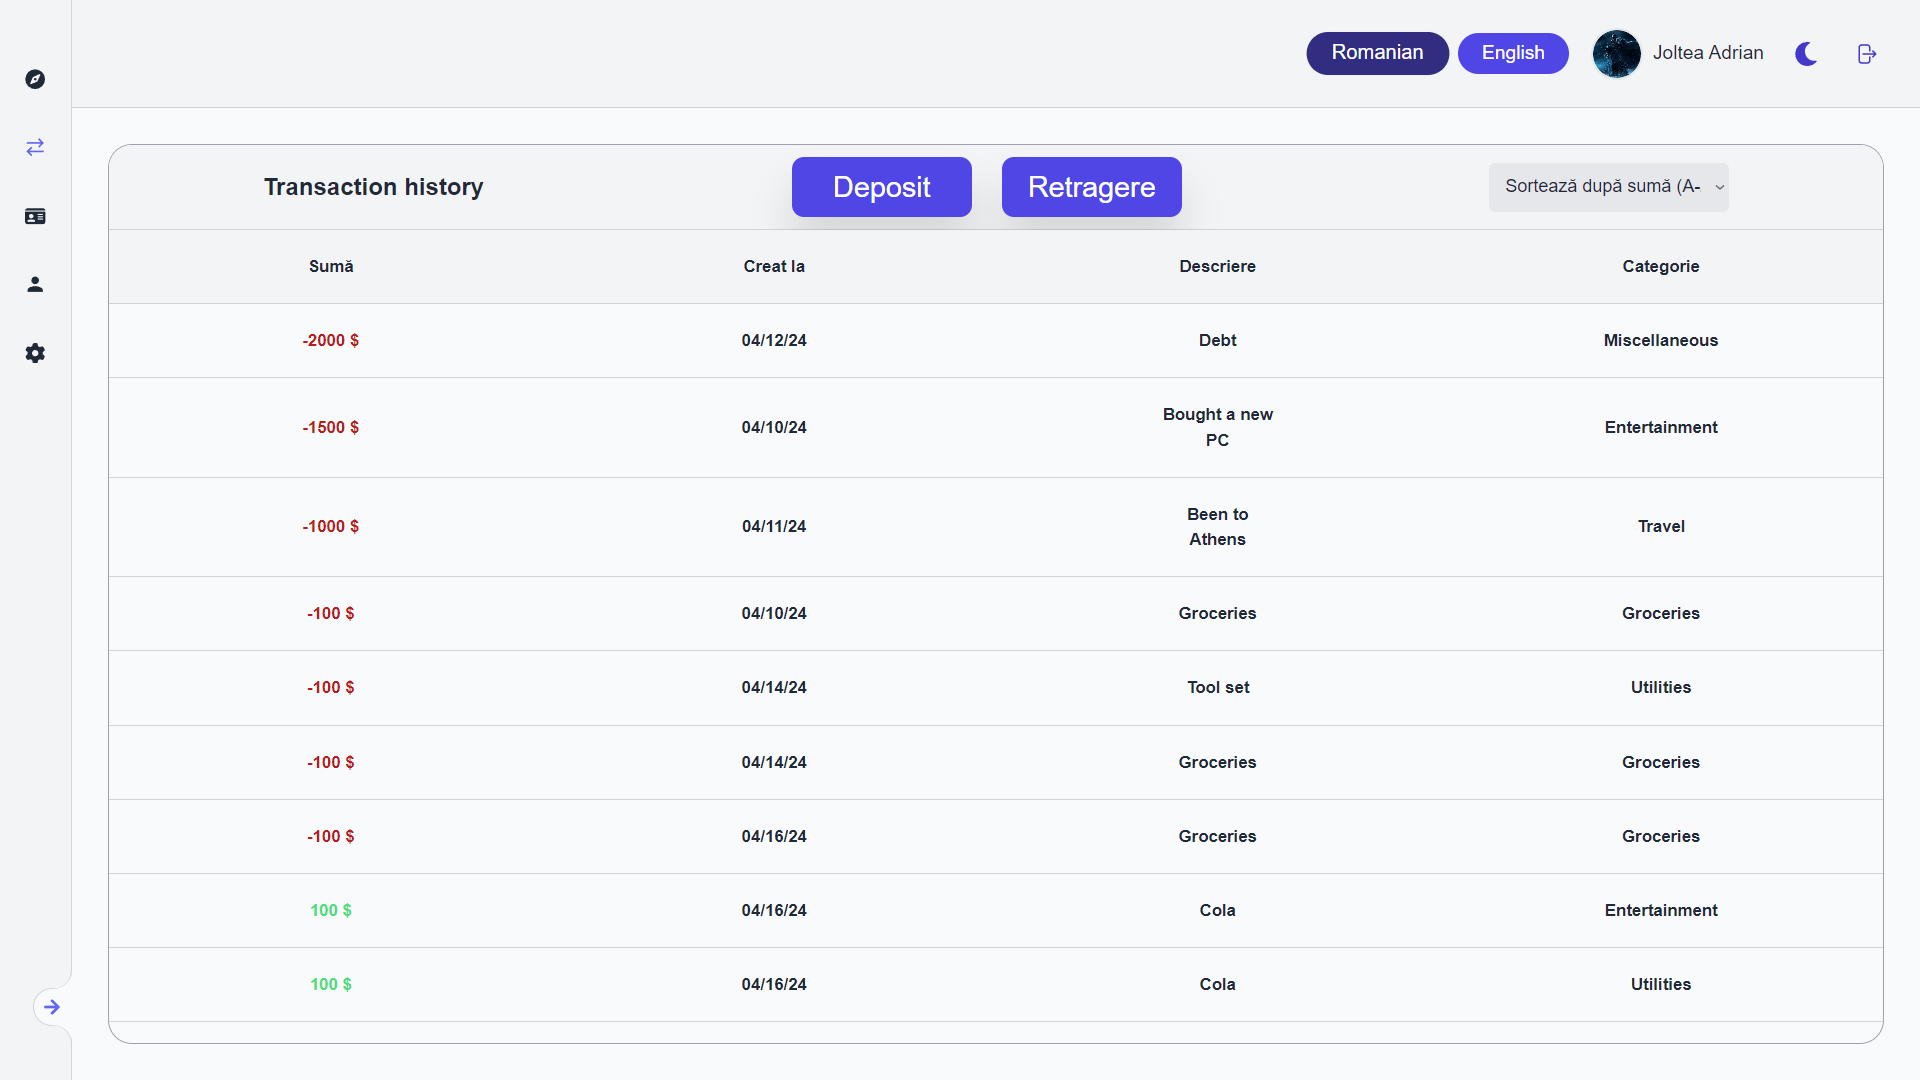 Romanian English Joltea Adrian
Transaction history Deposit Retragere Sortează după sumă (A-
Sumă Creat la Descriere Categorie
-2000 $ 04/12/24 Debt Miscellaneous
-1500 $ 04/10/24 Bought a new PC Entertainment
-1000 $ 04/11/24 Been to Athens Travel
-100 $ 04/10/24 Groceries Groceries
-100 $ 04/14/24 Tool set Utilities
-100 $ 04/14/24 Groceries Groceries
-100 $ 04/16/24 Groceries Groceries
100 $ 04/16/24 Cola Entertainment
100 $ 04/16/24 Cola Utilities